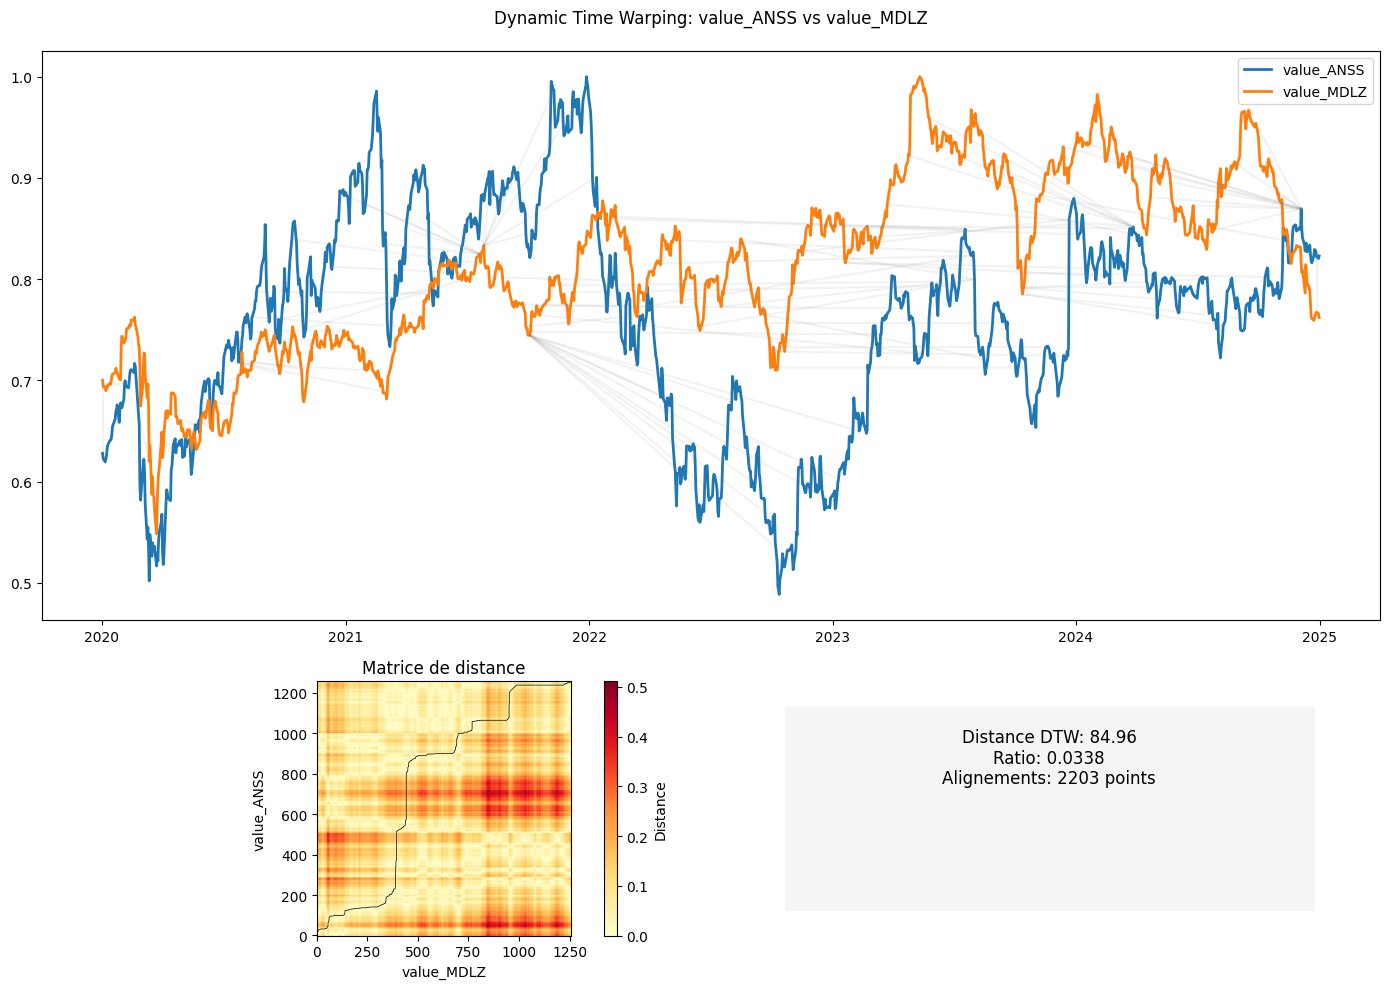 Dynamic Time Warping: value_ANSS vs value_MDLZ
value_ANSS
value_MDLZ
1.0
0.9
0.8
0.7
0.6
0.5
2020 2021 2022 2023 2024 2025
Matrice de distance
value_ANSS
1200
1000
800
600
400
200
0
0 250 500 750 1000 1250
value_MDLZ
0.5
0.4
0.3
0.2
0.1
0.0
Distance
Distance DTW: 84.96
Ratio: 0.0338
Alignements: 2203 points